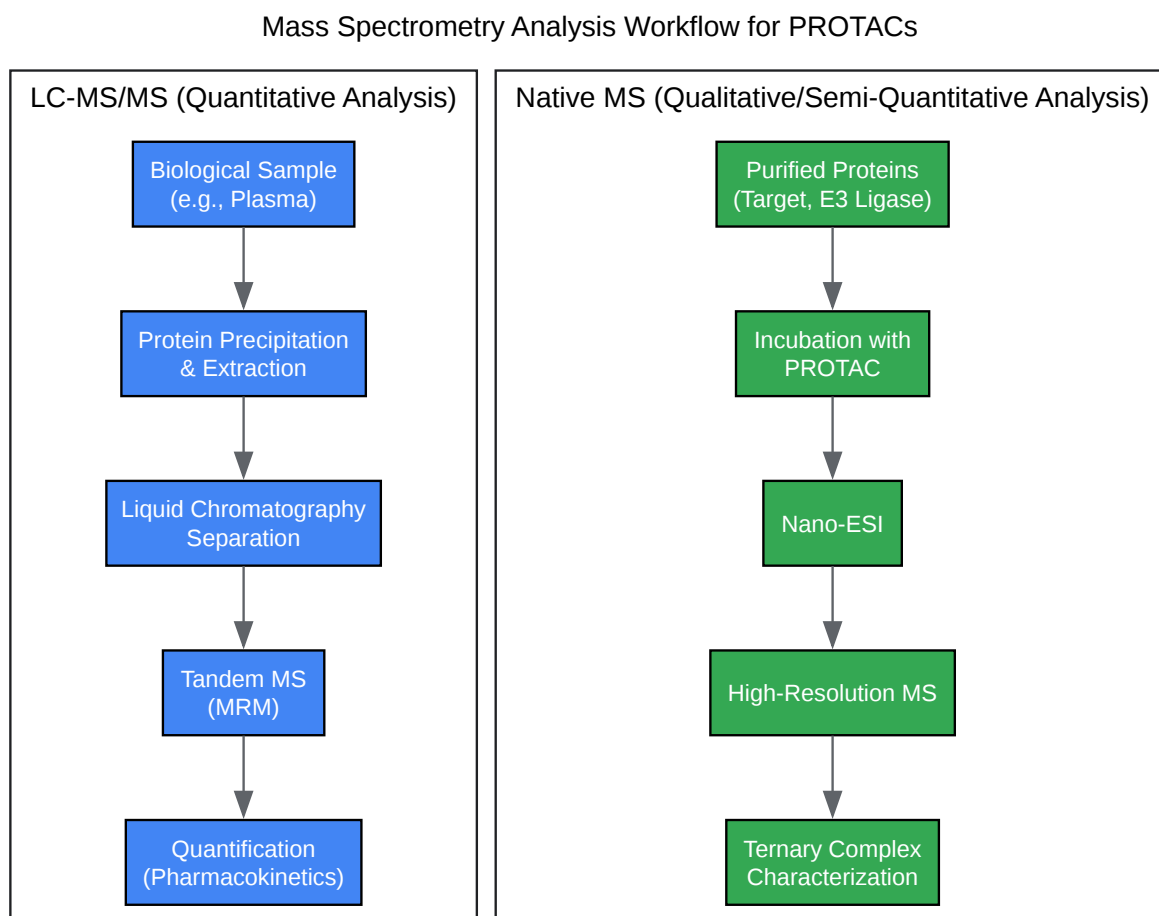 Mass Spectrometry Analysis Workflow for PROTACs
LC-MS/MS (Quantitative Analysis)
Biological Sample
(e.g., Plasma)
Protein Precipitation
& Extraction
Liquid Chromatography
Separation
Tandem MS
(MRM)
Quantification
(Pharmacokinetics)
Native MS (Qualitative/Semi-Quantitative Analysis)
Purified Proteins
(Target, E3 Ligase)
Incubation with
PROTAC
Nano-ESI
High-Resolution MS
Ternary Complex
Characterization